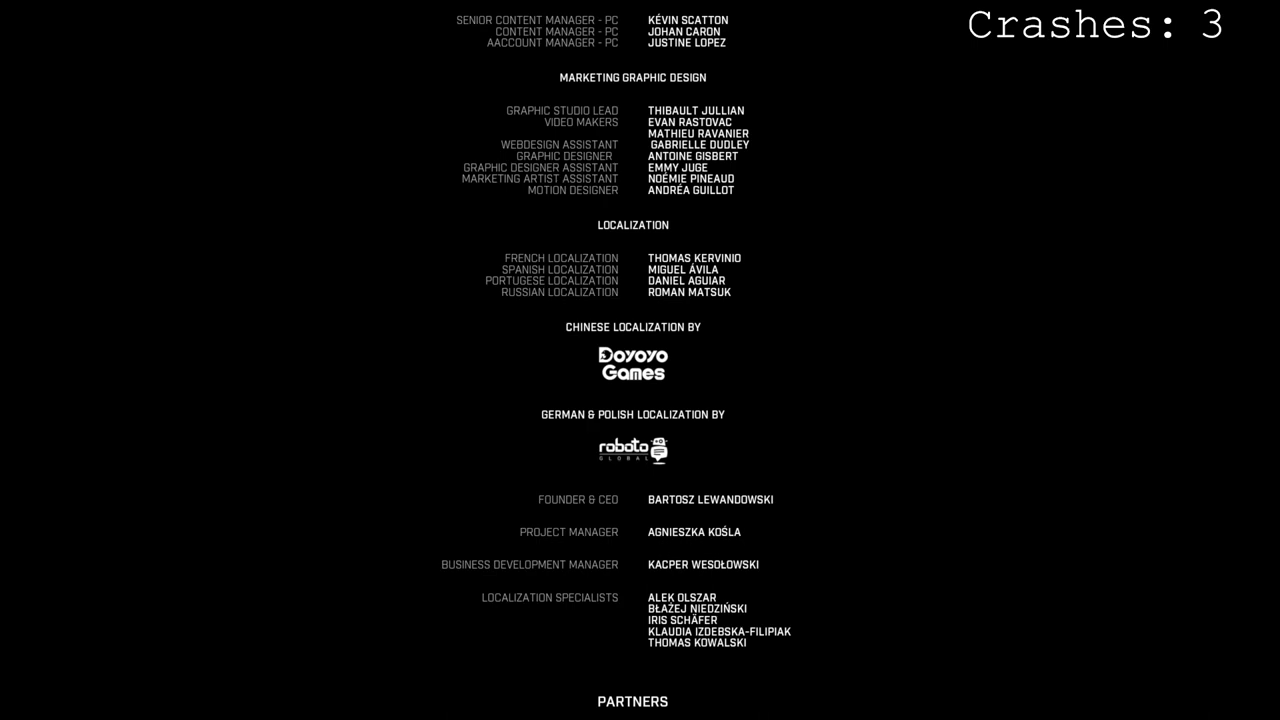 SENIOR CONTENT MANAGER - PC KÉVIN SCATTON
Crashes: 3
CONTENT MANAGER - PC JOHAN CARON
AACCOUNT MANAGER - PC JUSTINE LOPEZ
MARKETING GRAPHIC DESIGN
GRAPHIC STUDIO LEAD THIBAULT JULLIAN
VIDEO MAKERS EVAN RASTOVAC
MATHIEU RAVANIER
WEBDESIGN ASSISTANT GABRIELLE DUDLEY
GRAPHIC DESIGNER ANTOINE GISBERT
GRAPHIC DESIGNER ASSISTANT EMMY JUGE
MARKETING ARTIST ASSISTANT NOÉMIE PINEAUD
MOTION DESIGNER ANDRÉA GUILLOT
LOCALIZATION
FRENCH LOCALIZATION THOMAS KERVINIO
SPANISH LOCALIZATION MIGUEL ÁVILA
PORTUGESE LOCALIZATION DANIEL AGUIAR
RUSSIAN LOCALIZATION ROMAN MATSUK
CHINESE LOCALIZATION BY
Doyoyo
Games
GERMAN & POLISH LOCALIZATION BY
roboto
GLOBAL
FOUNDER & CEO BARTOSZ LEWANDOWSKI
PROJECT MANAGER AGNIESZKA KOŚLA
BUSINESS DEVELOPMENT MANAGER KACPER WESOŁOWSKI
LOCALIZATION SPECIALISTS ALEK OLSZAR
BŁAŻEJ NIEDZIŃSKI
IRIS SCHÄFER
KLAUDIA IZDEBSKA-FILIPIAK
THOMAS KOWALSKI
PARTNERS